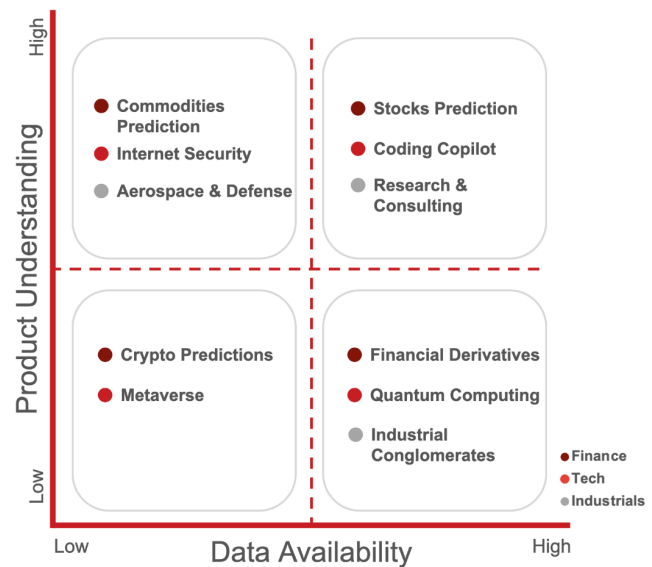 High
Product Understanding
Low
Commodities
Prediction
Internet Security
Aerospace & Defense
Stocks Prediction
Coding Copilot
Research &
Consulting
Crypto Predictions
Metaverse
Financial Derivatives
Quantum Computing
Industrial
Conglomerates
Finance
Tech
Industrials
Low
Data Availability
High